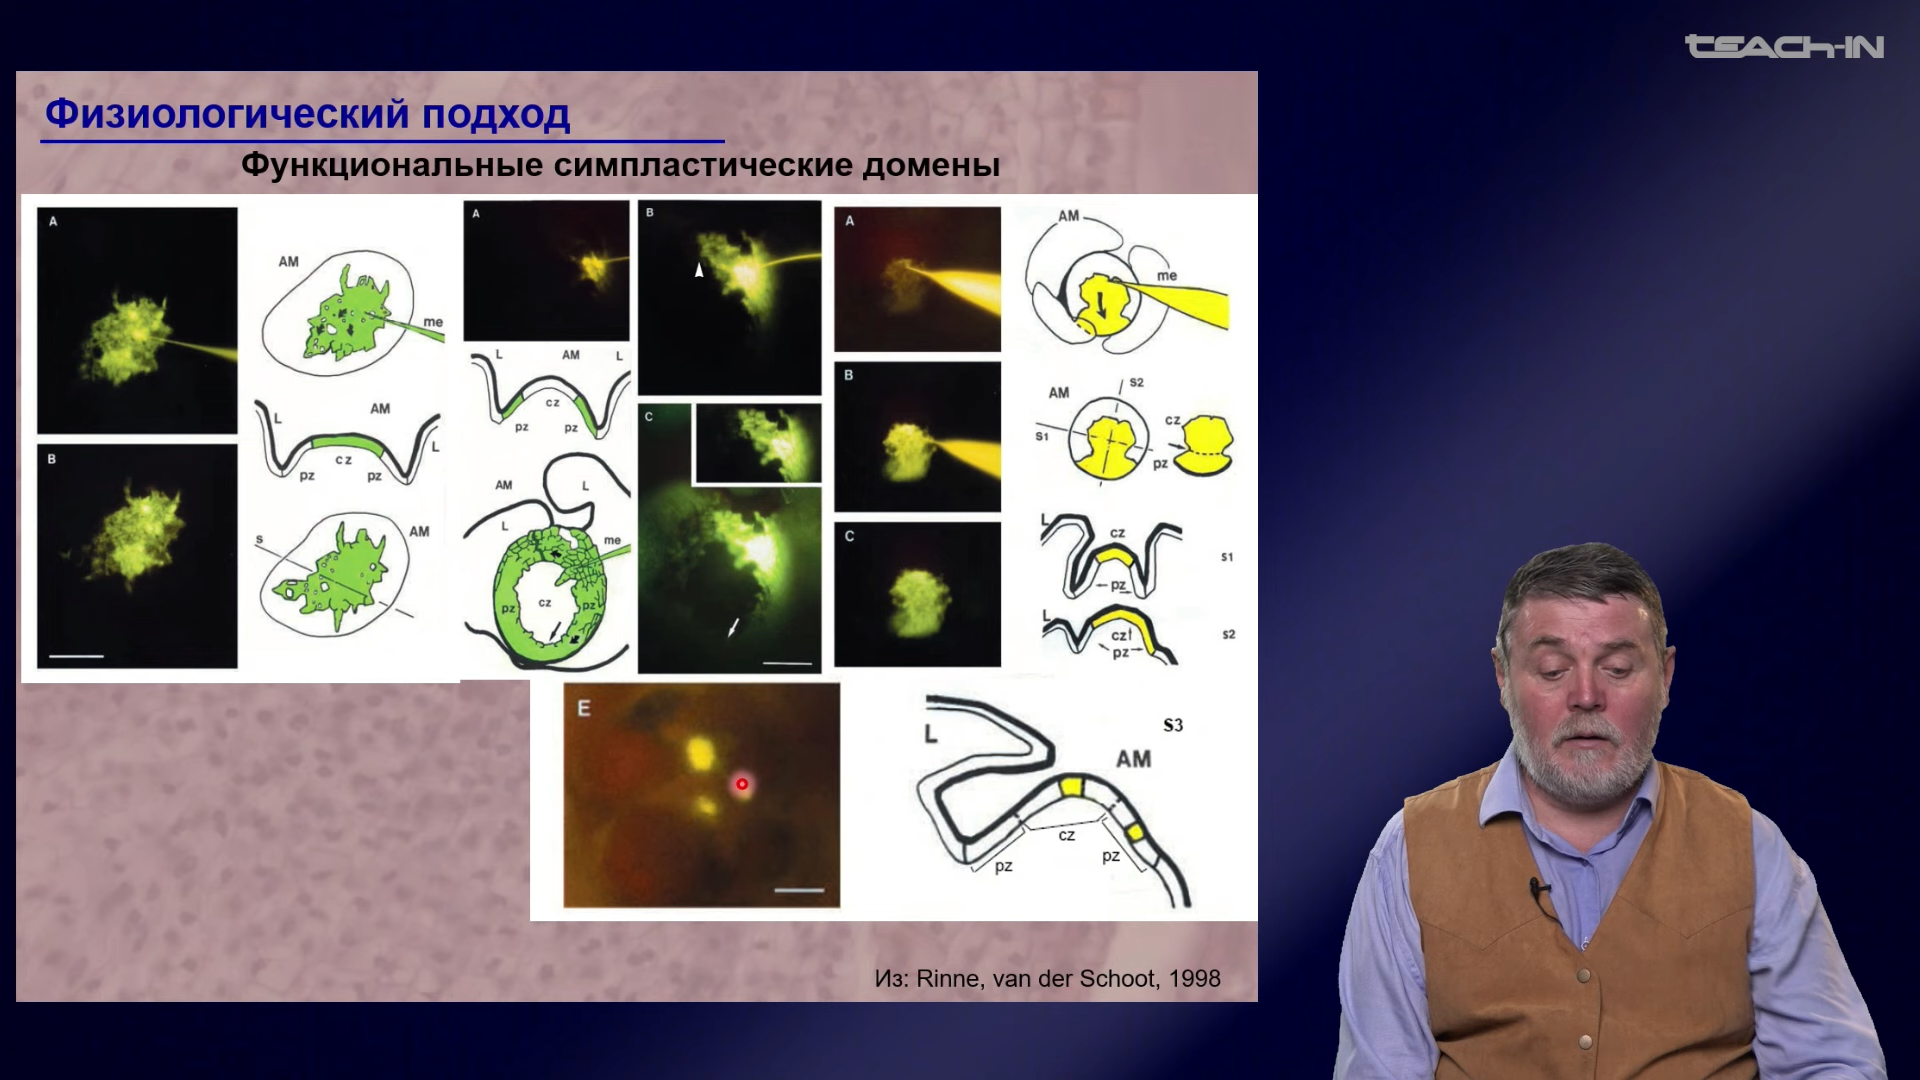 TEACH-IN
Физиологический подход
Функциональные симпластические домены
A
AM
me
L
AM
L
pz
cz
pz
B
S
AM
A
B
L
AM
L
cz
pz
pz
C
AM
L
L
me
pz
cz
pz
A
AM
me
B
AM
S2
S1
cz
pz
C
L
cz
S1
pz
L
cz
S2
pz
E
L
S3
AM
cz
pz
pz
Из: Rinne, van der Schoot, 1998